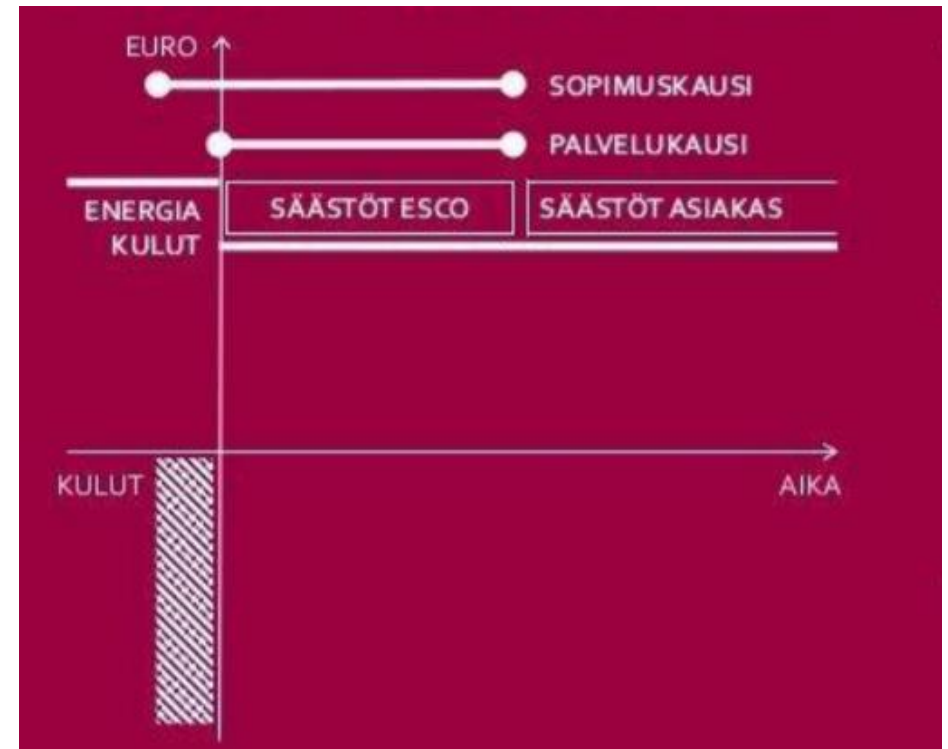 EURO
SOPIMUSKAUSI
PALVELUKAUSI
ENERGIA
KULUT
SÄÄSTÖT ESCO
SÄÄSTÖT ASIAKAS
KULUT
AIKA